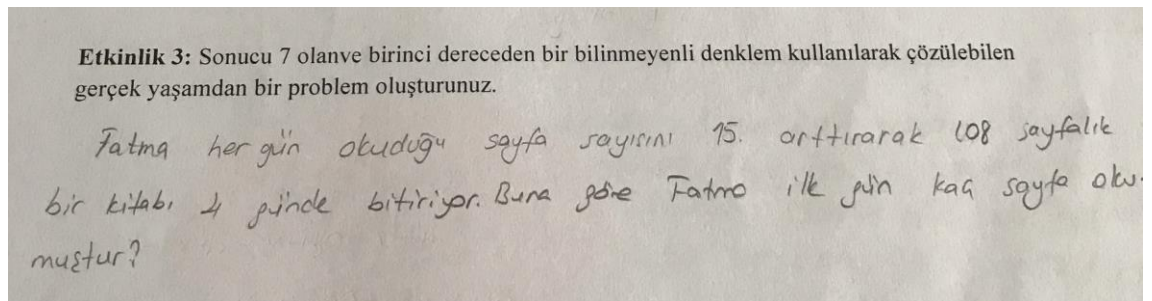 Etkinlik 3: Sonucu 7 olanve birinci dereceden bir bilinmeyenli denklem kullanılarak çözülebilen
gerçek yaşamdan bir problem oluşturunuz.
Fatma her gün okuduğu sayfa sayısını 15. arttırarak 108 sayfalık
bir kitabı 4 günde bitiriyor. Buna göre Fatma ilk gün kaç sayfa oku-
muştur?